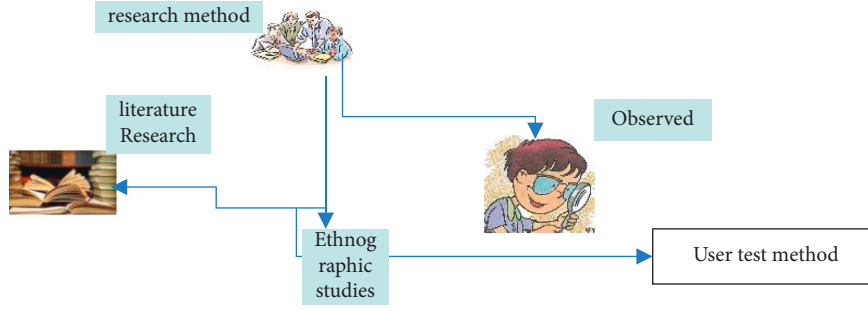 research method
literature
Research
Observed
Ethnog
raphic
studies
User test method